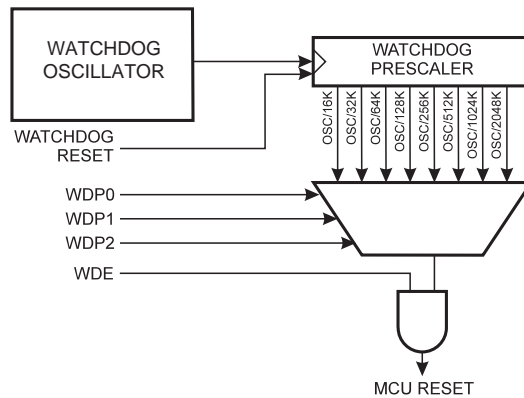 WATCHDOG
OSCILLATOR
WATCHDOG
PRESCALER
WATCHDOG
RESET
OSC/16K
OSC/32K
OSC/64K
OSC/128K
OSC/256K
OSC/512K
OSC/1024K
OSC/2048K
WDP0
WDP1
WDP2
WDE
MCU RESET